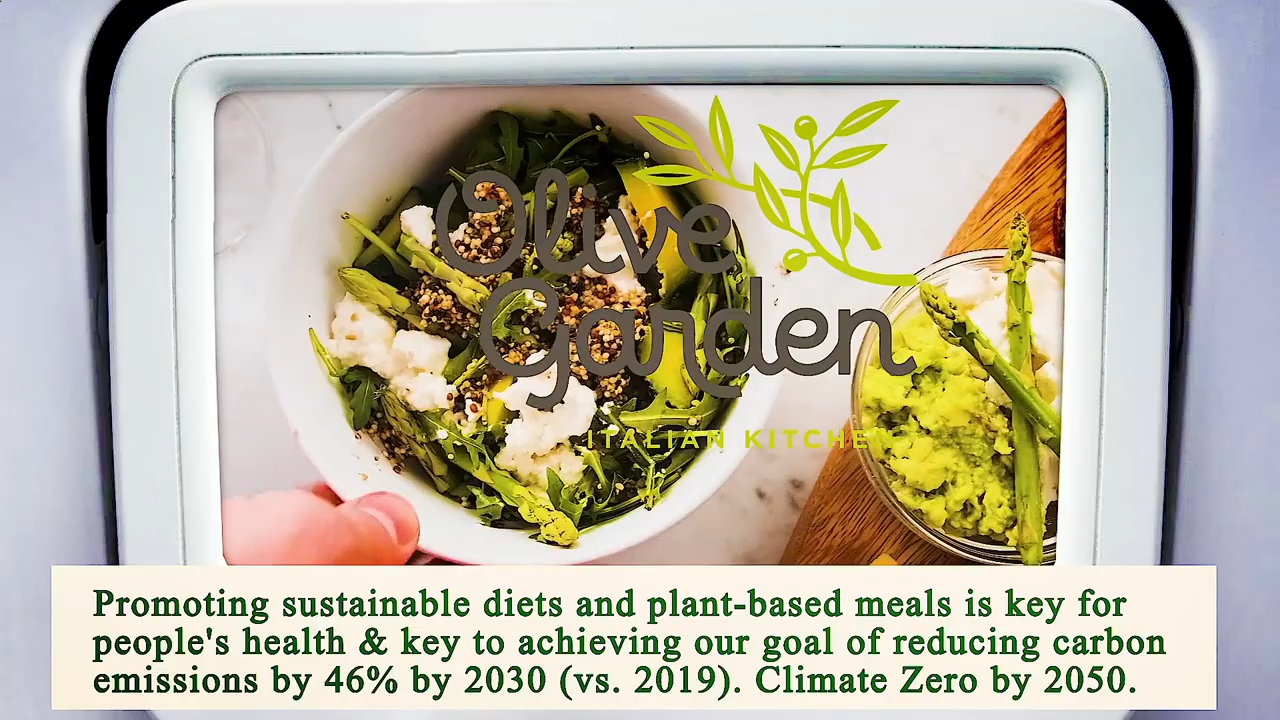 Olive
Garden
ITALIAN KITCHEN
Promoting sustainable diets and plant-based meals is key for
people's health & key to achieving our goal of reducing carbon
emissions by 46% by 2030 (vs. 2019). Climate Zero by 2050.